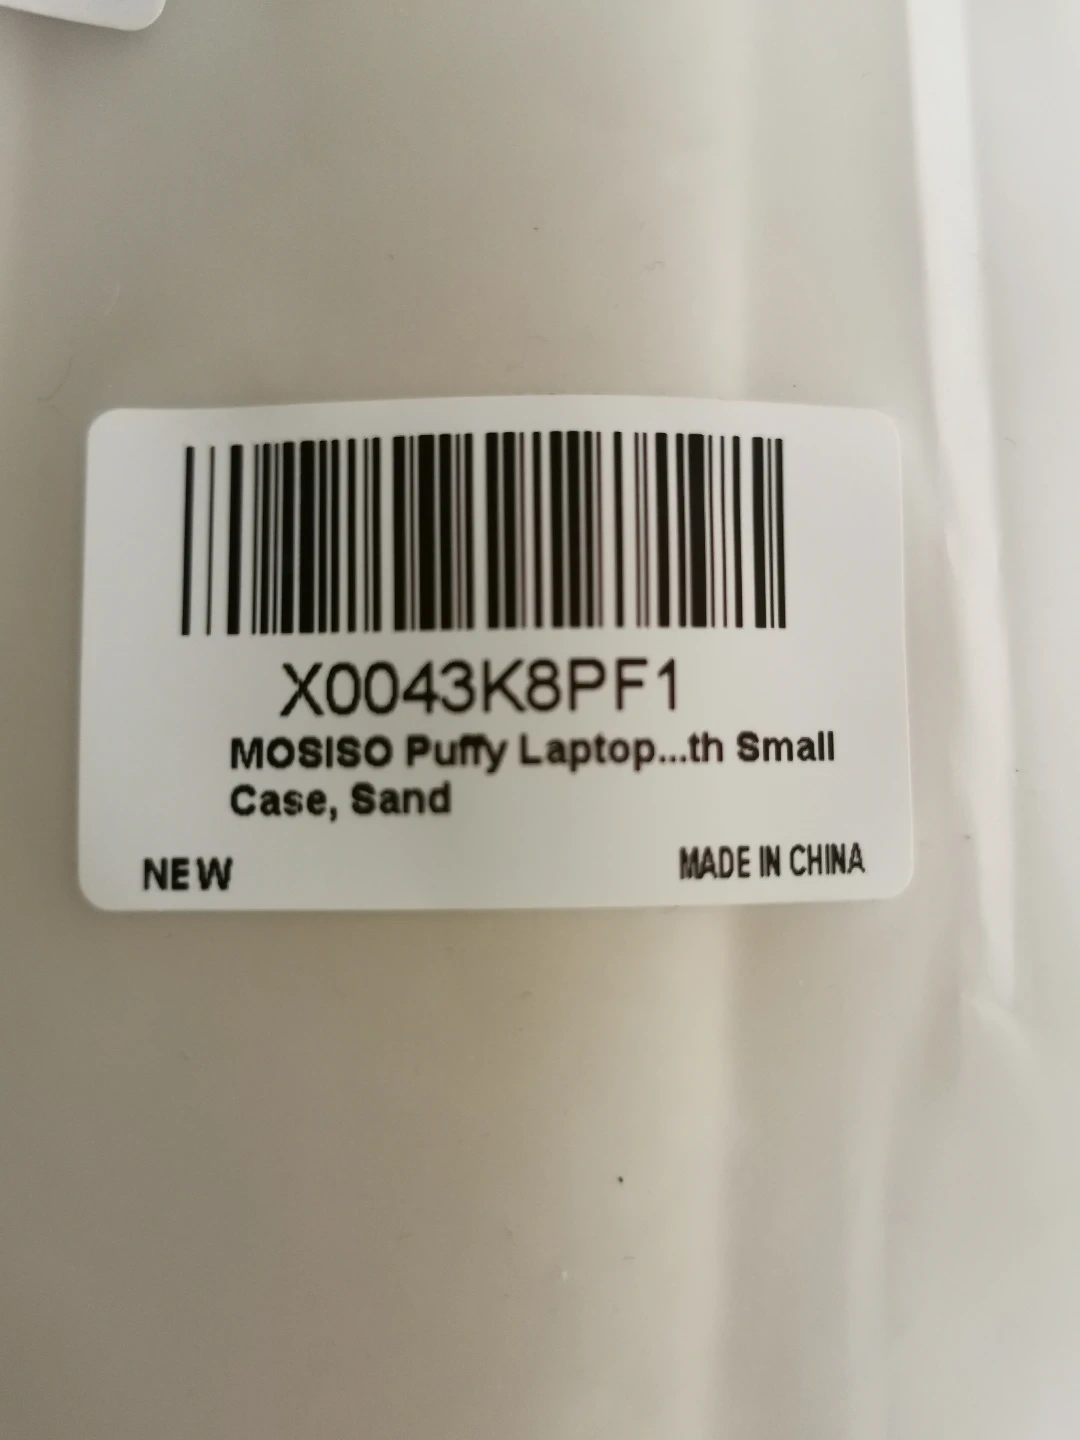 X0043K8PF1
MOSISO Puffy Laptop...th Small
Case, Sand
NEW
MADE IN CHINA